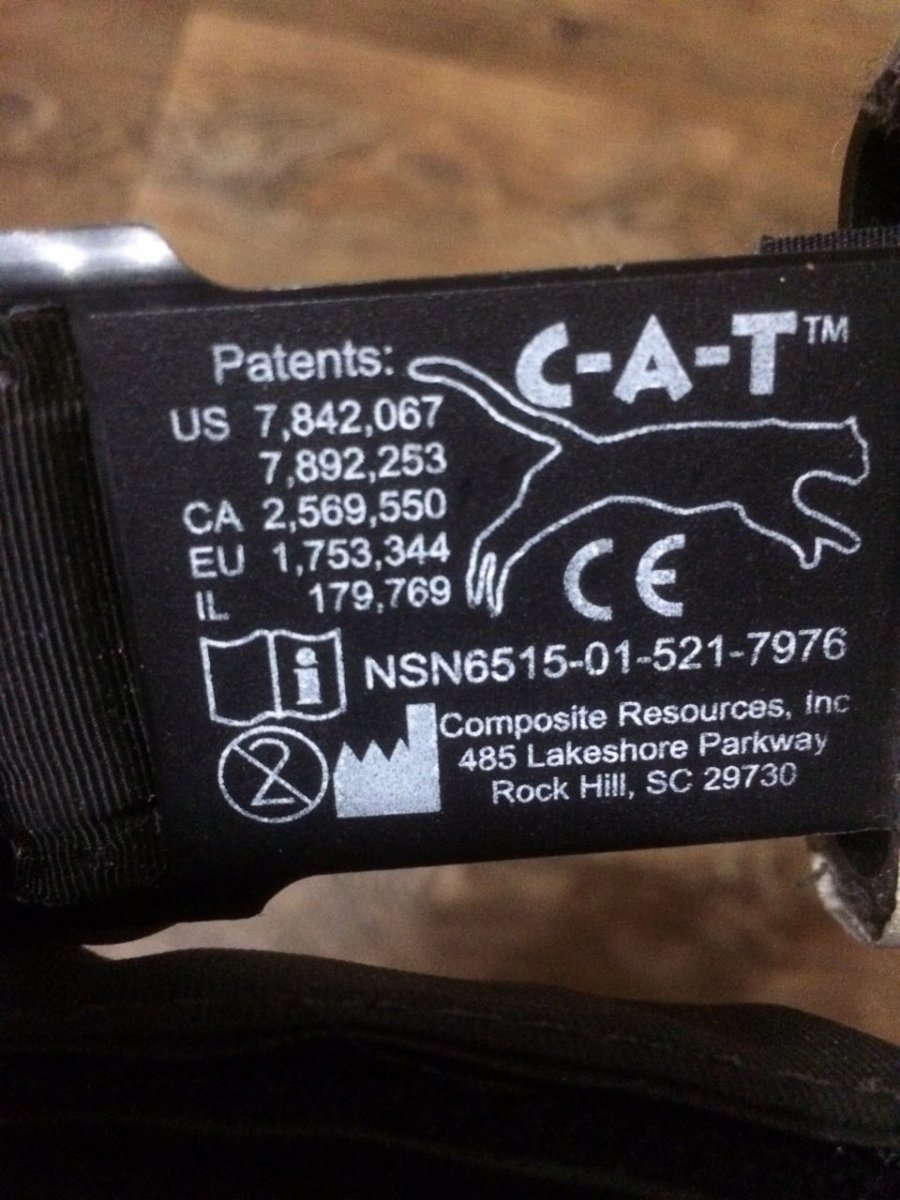 C-A-T™
Patents:
US 7,842,067
7,892,253
CA 2,569,550
EU 1,753,344
IL 179,769
CE
i
NSN6515-01-521-7976
2
Composite Resources, Inc
485 Lakeshore Parkway
Rock Hill, SC 29730